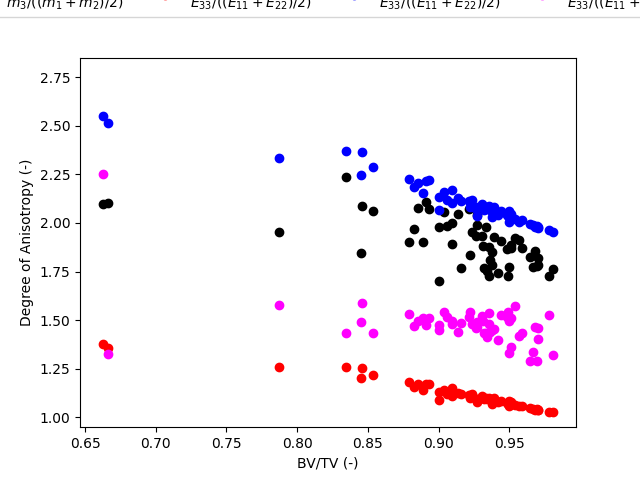 m₃/((m₁ + m₂)/2) E₃₃/((E₁₁ + E₂₂)/2) E₃₃/((E₁₁ + E₂₂)/2) E₃₃/((E₁₁ +
2.75
2.50
2.25
2.00
1.75
1.50
1.25
1.00
Degree of Anisotropy (-)
0.65 0.70 0.75 0.80 0.85 0.90 0.95
BV/TV (-)